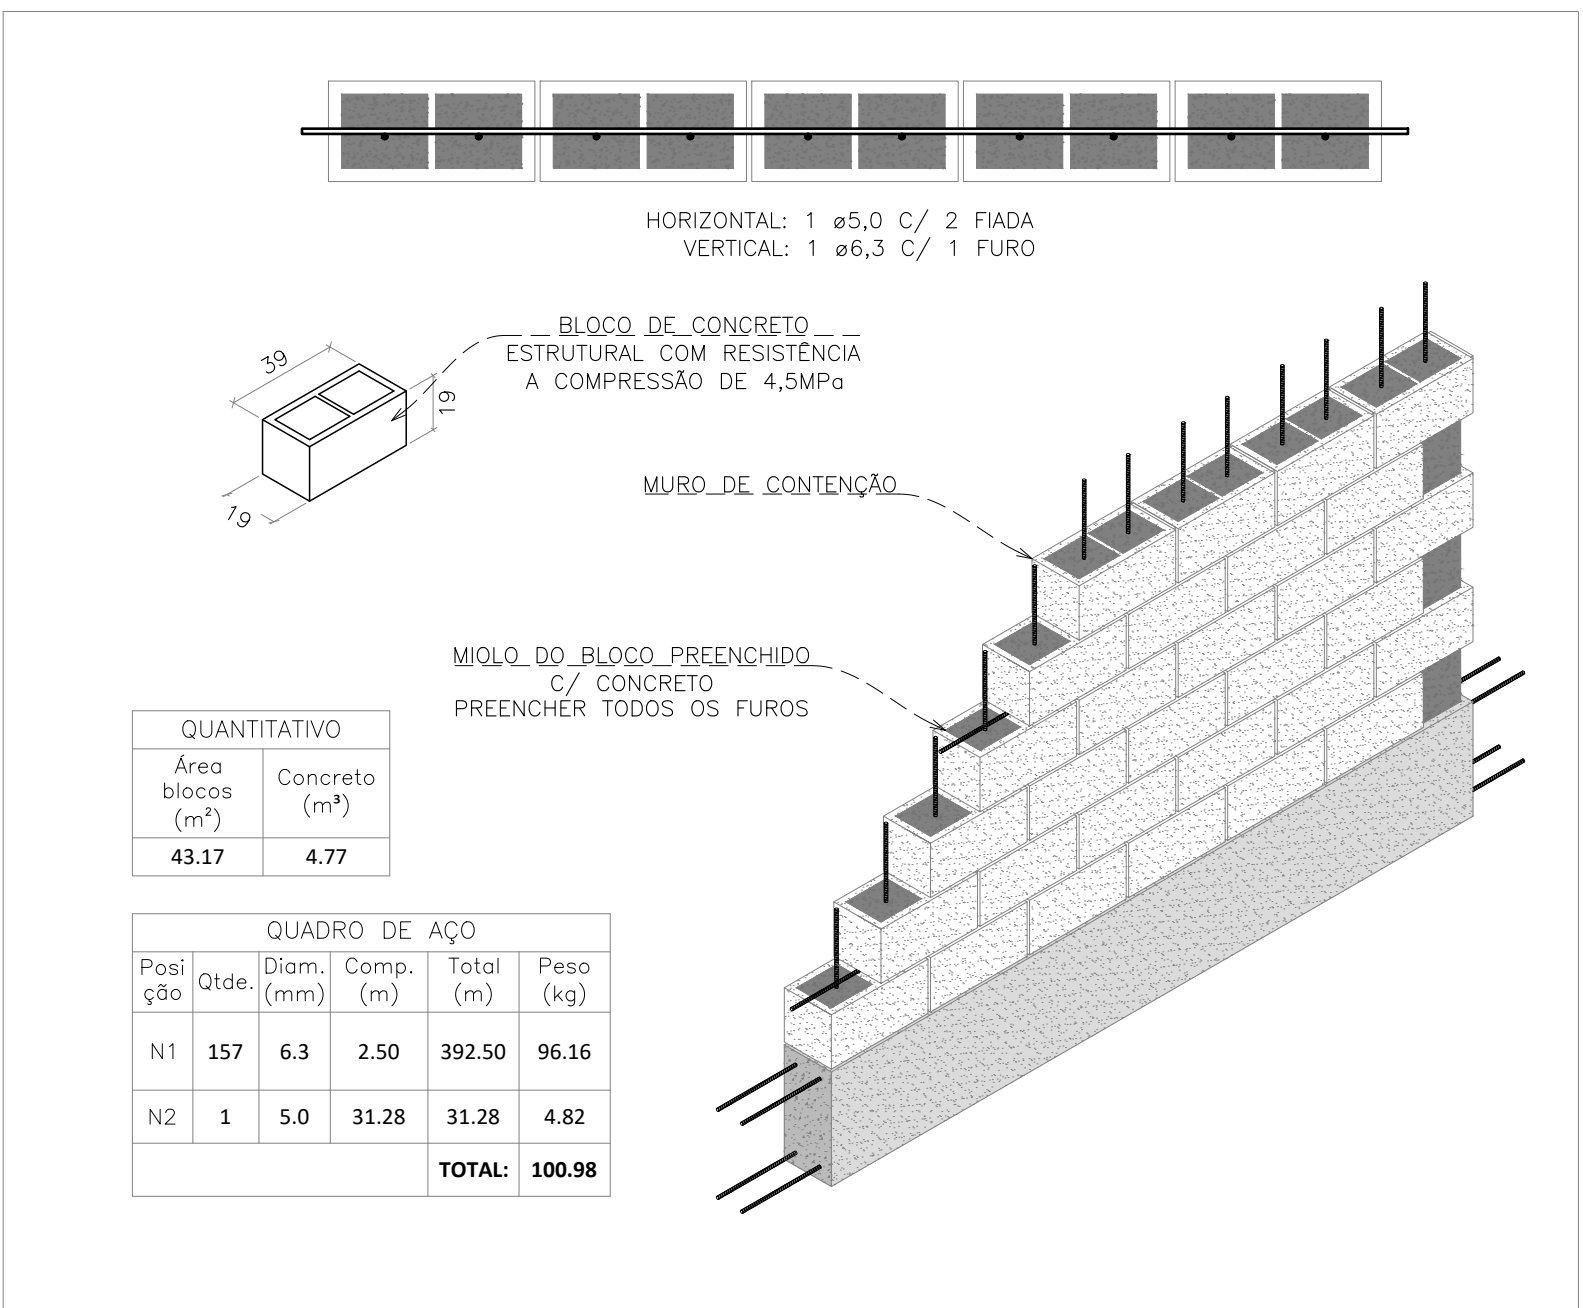 HORIZONTAL: 1 ø5,0 C/ 2 FIADA
VERTICAL: 1 ø6,3 C/ 1 FURO
BLOCO DE CONCRETO
ESTRUTURAL COM RESISTÊNCIA
A COMPRESSÃO DE 4,5MPa
39
19
19
MURO DE CONTENÇÃO
MIOLO DO BLOCO PREENCHIDO
C/ CONCRETO
PREENCHER TODOS OS FUROS
QUANTITATIVO
Área
blocos
(m²)
Concreto
(m³)
43.17 4.77
QUADRO DE AÇO
Posi
ção
Qtde.
Diam.
(mm)
Comp.
(m)
Total
(m)
Peso
(kg)
N1 157 6.3 2.50 392.50 96.16
N2 1 5.0 31.28 31.28 4.82
TOTAL: 100.98